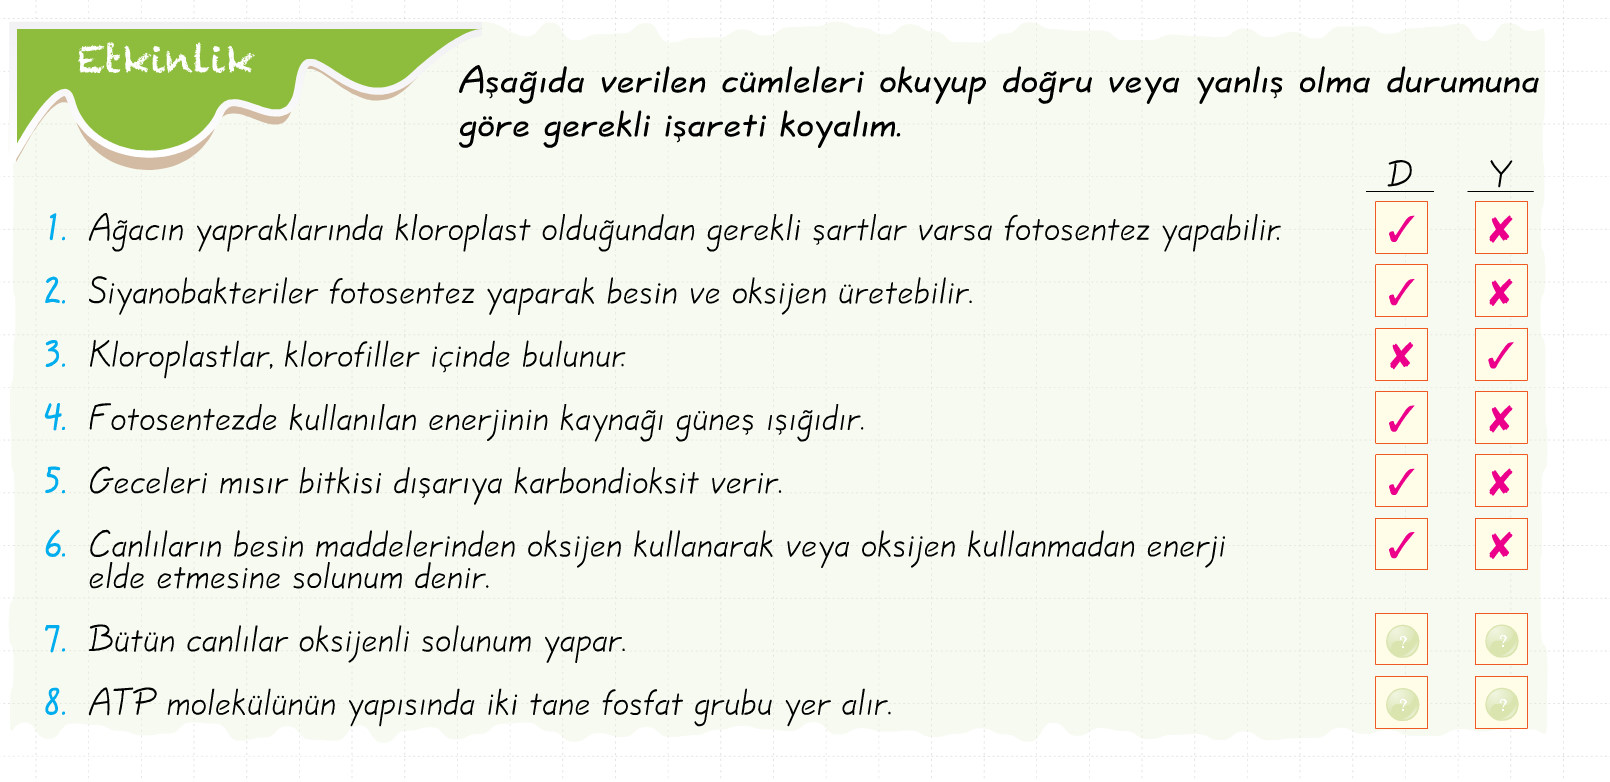 Etkinlik
Aşağıda verilen cümleleri okuyup doğru veya yanlış olma durumuna
göre gerekli işareti koyalım.
D Y
1. Ağacın yapraklarında kloroplast olduğundan gerekli şartlar varsa fotosentez yapabilir. ✓ ✘
2. Siyanobakteriler fotosentez yaparak besin ve oksijen üretebilir. ✓ ✘
3. Kloroplastlar, klorofiller içinde bulunur. ✘ ✓
4. Fotosentezde kullanılan enerjinin kaynağı güneş ışığıdır. ✓ ✘
5. Geceleri mısır bitkisi dışarıya karbondioksit verir. ✓ ✘
6. Canlıların besin maddelerinden oksijen kullanarak veya oksijen kullanmadan enerji ✓ ✘
elde etmesine solunum denir.
7. Bütün canlılar oksijenli solunum yapar. ? ?
8. ATP molekülünün yapısında iki tane fosfat grubu yer alır. ? ?